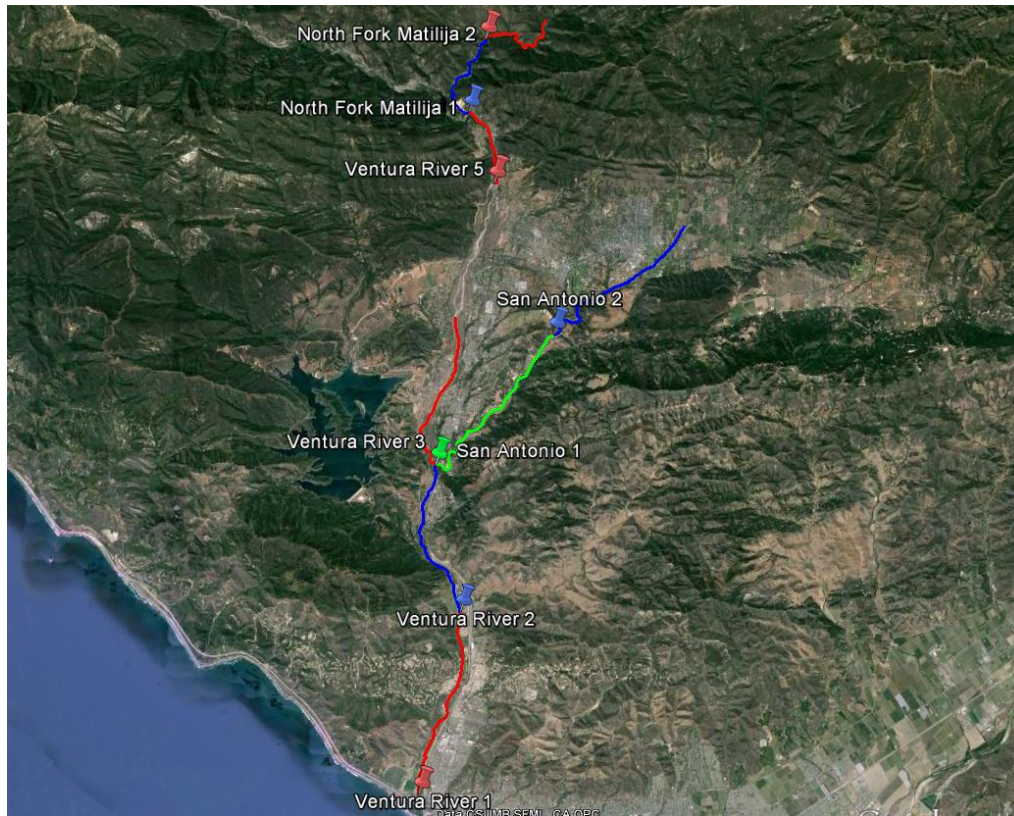 North Fork Matilija 2
North Fork Matilija 1
Ventura River 5
San Antonio 2
Ventura River 3
San Antonio 1
Ventura River 2
Ventura River 1